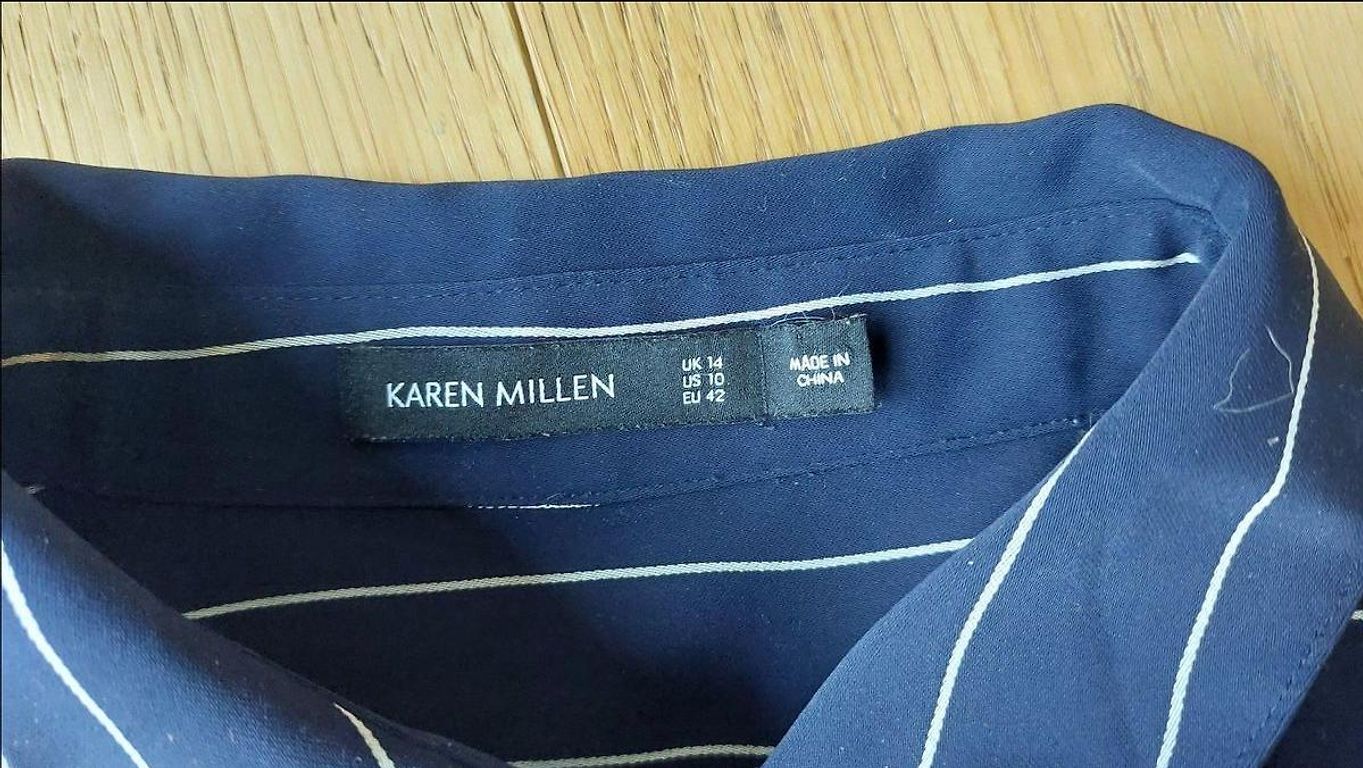 KAREN MILLEN
UK 14
US 10
EU 42
MADE IN
CHINA